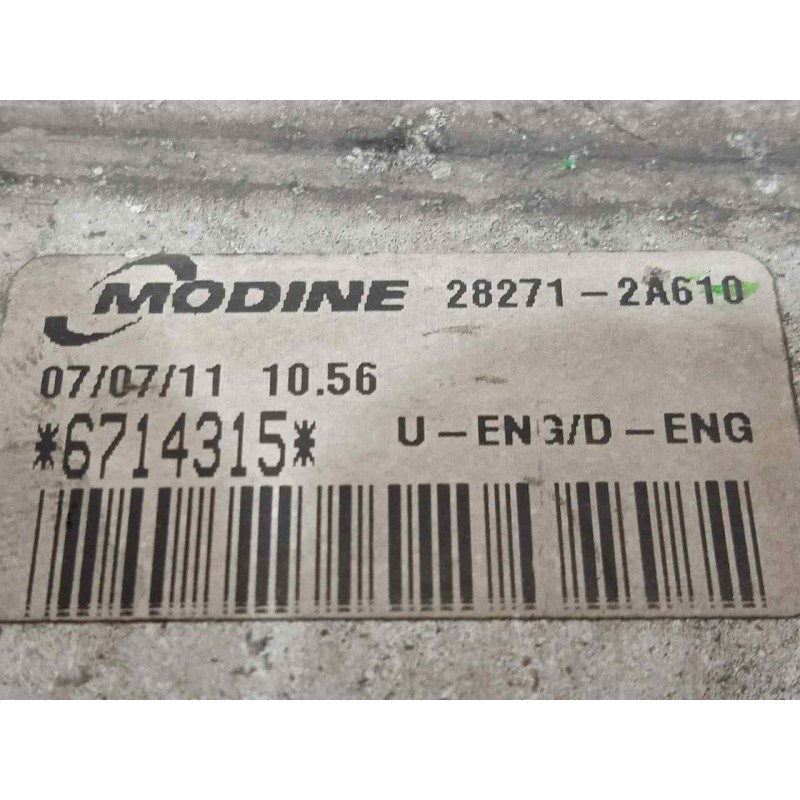 MODINE 28271-2A610
07/07/11 10.56
*6714315* U-ENG/D-ENG